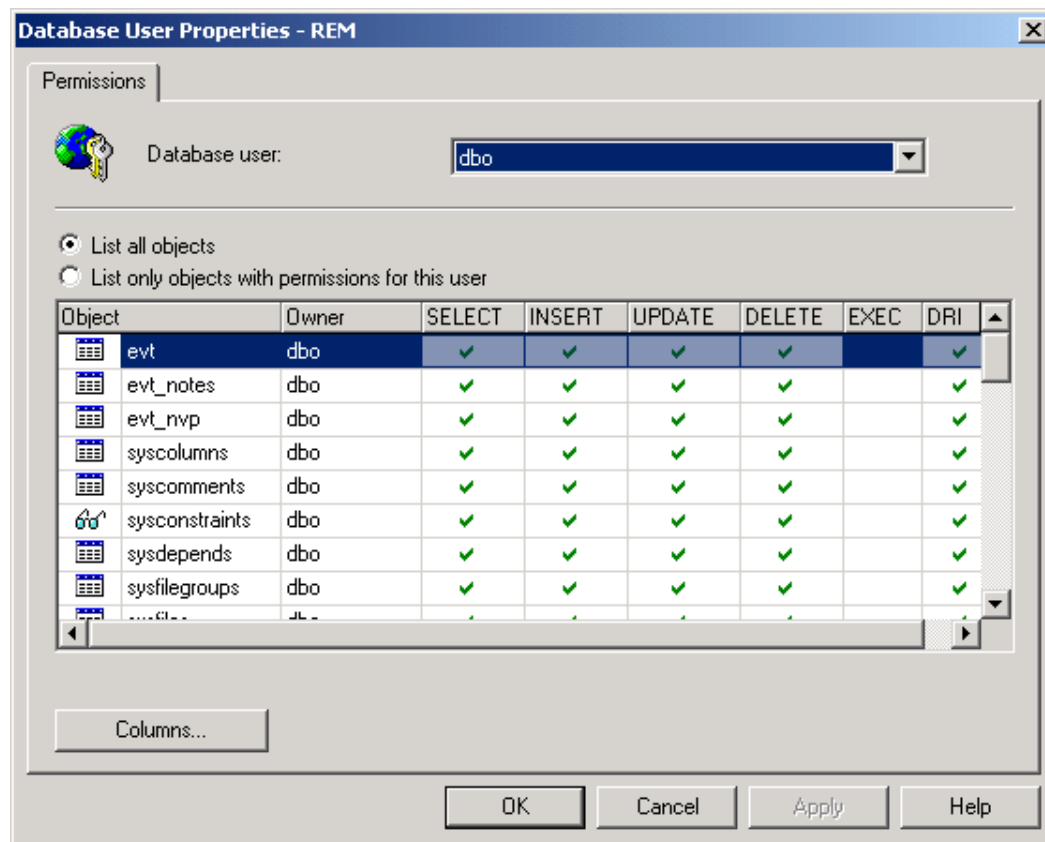 Database User Properties - REM
Permissions
Database user:
dbo
List all objects
List only objects with permissions for this user
Object Owner SELECT INSERT UPDATE DELETE EXEC DRI
evt dbo
evt_notes dbo
evt_nvp dbo
syscolumns dbo
syscomments dbo
sysconstraints dbo
sysdepends dbo
sysfilegroups dbo
Columns...
OK Cancel Apply Help